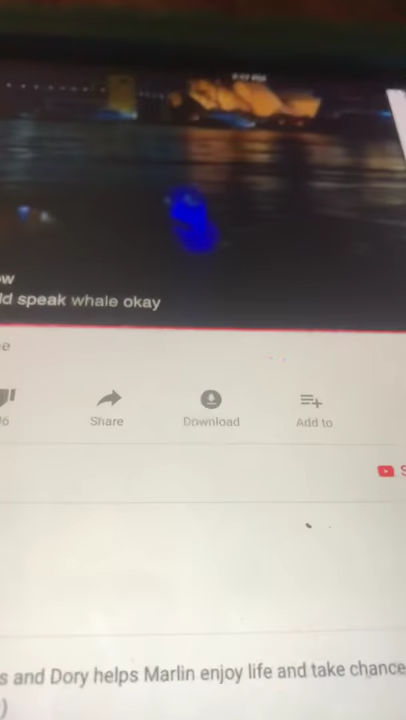 ow
ld speak whale okay
e
Share
Download
Add to
s and Dory helps Marlin enjoy life and take chance
)